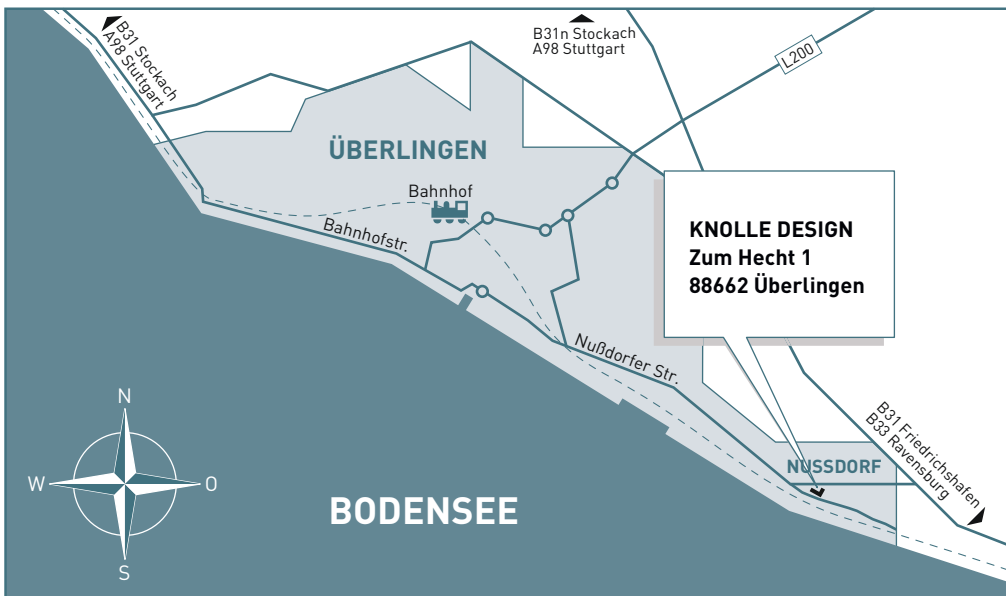 B31 Stockach
A98 Stuttgart
B31n Stockach
A98 Stuttgart
L200
ÜBERLINGEN
Bahnhof
Bahnhofstr.
KNOLLE DESIGN
Zum Hecht 1
88662 Überlingen
Nußdorfer Str.
B31 Friedrichshafen
B33 Ravensburg
NUSSDORF
BODENSEE
N
W
O
S